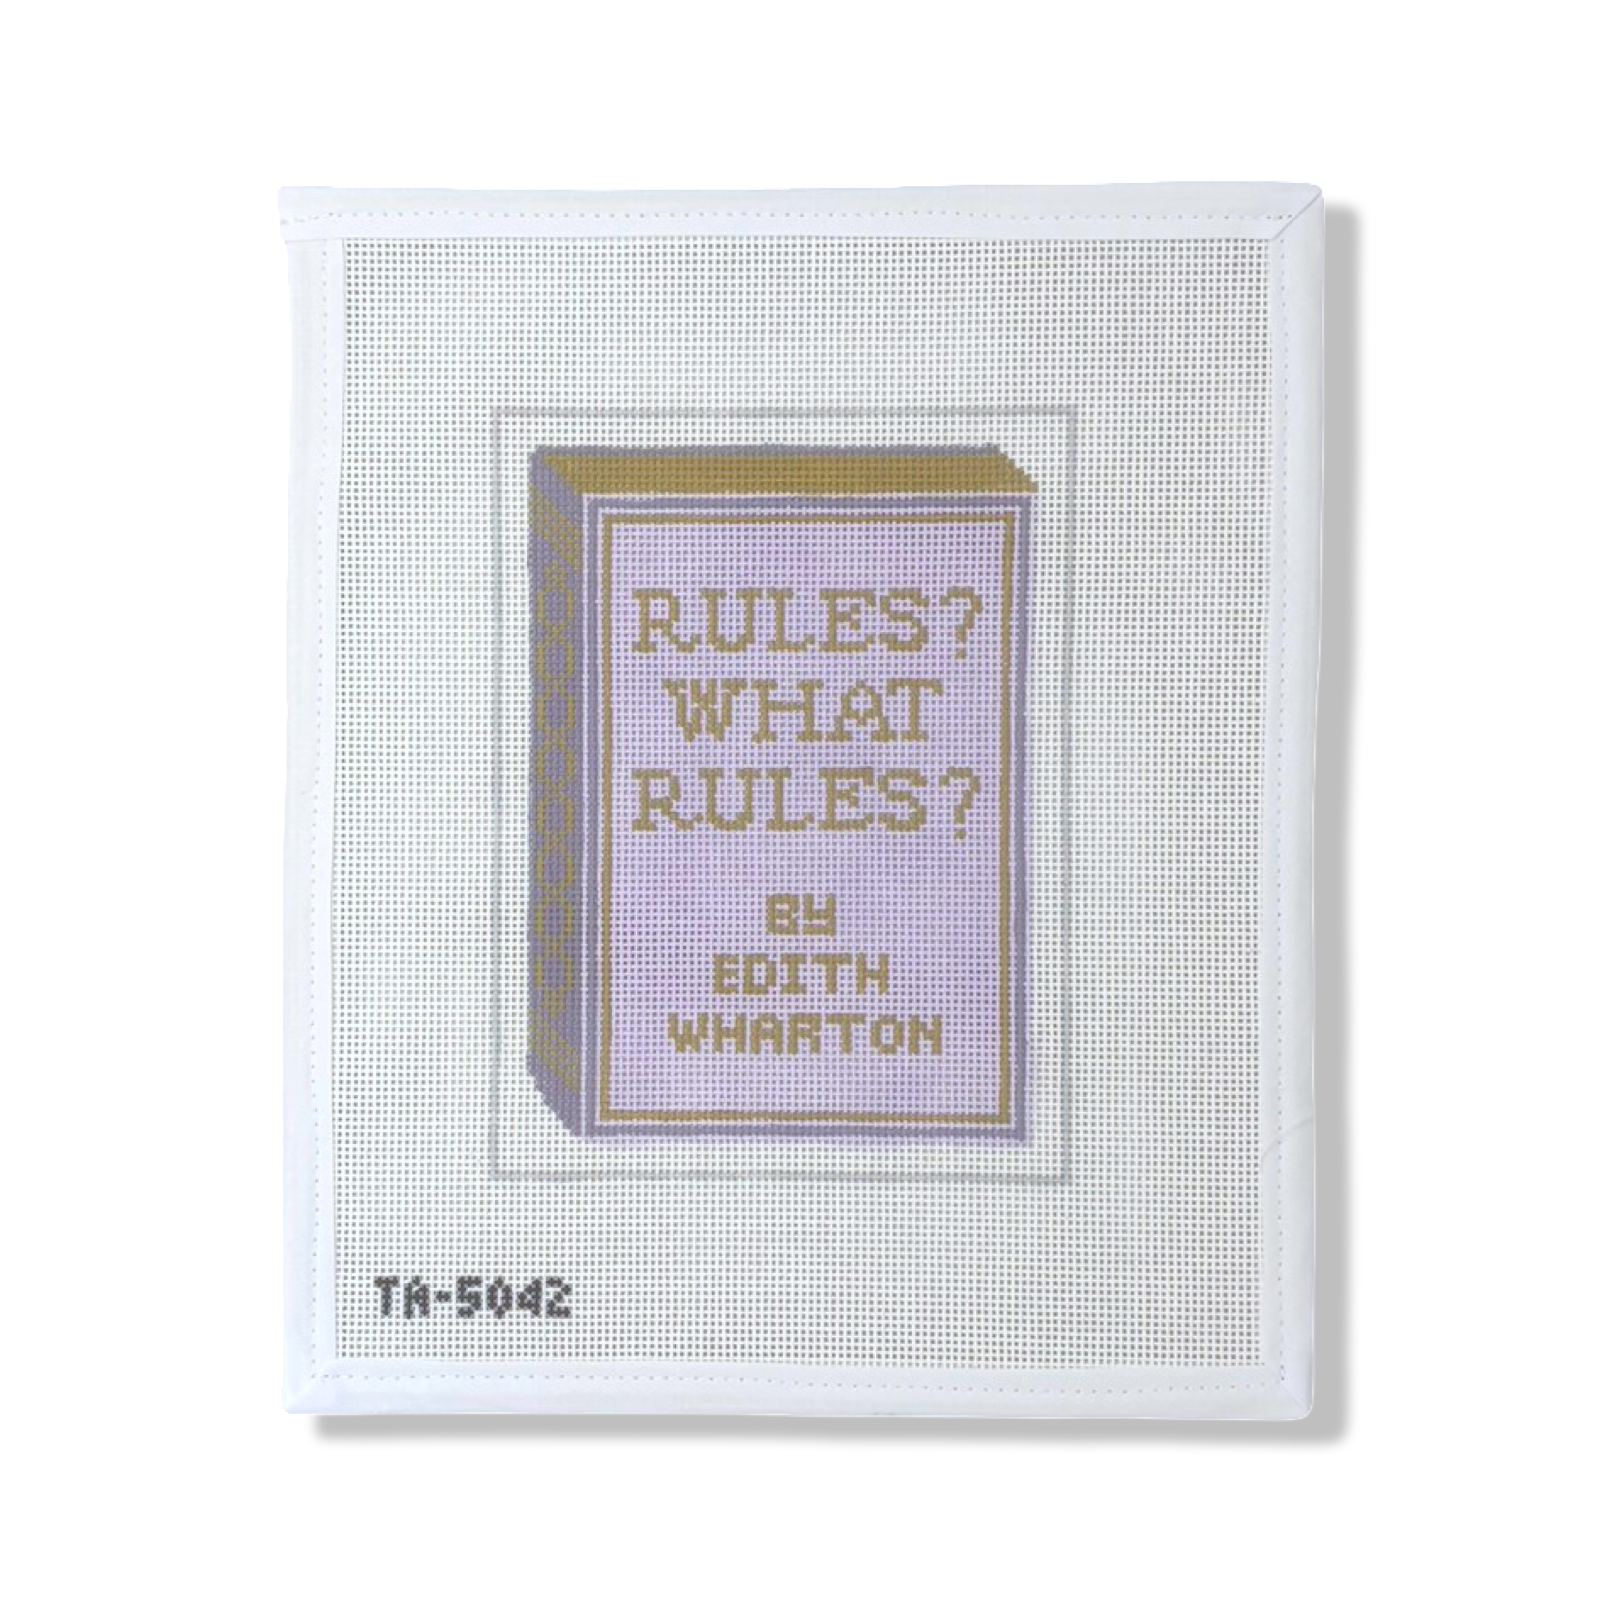 RULES?
WHAT
RULES?
BY
EDITH
WHARTON
TA-5042